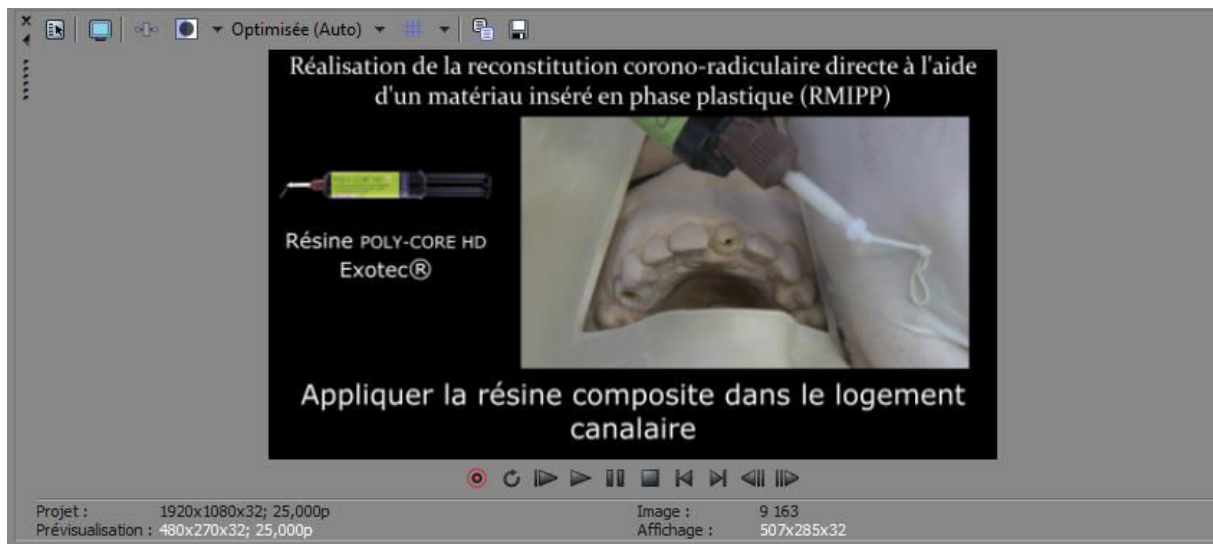 Optimisée (Auto)
Réalisation de la reconstitution corono-radiculaire directe à l'aide
d'un matériau inséré en phase plastique (RMIPP)
Résine POLY-CORE HD
Exotec®
Appliquer la résine composite dans le logement
canalaire
Projet : 1920x1080x32; 25,000p Image : 9 163
Prévisualisation : 480x270x32; 25,000p Affichage : 507x285x32